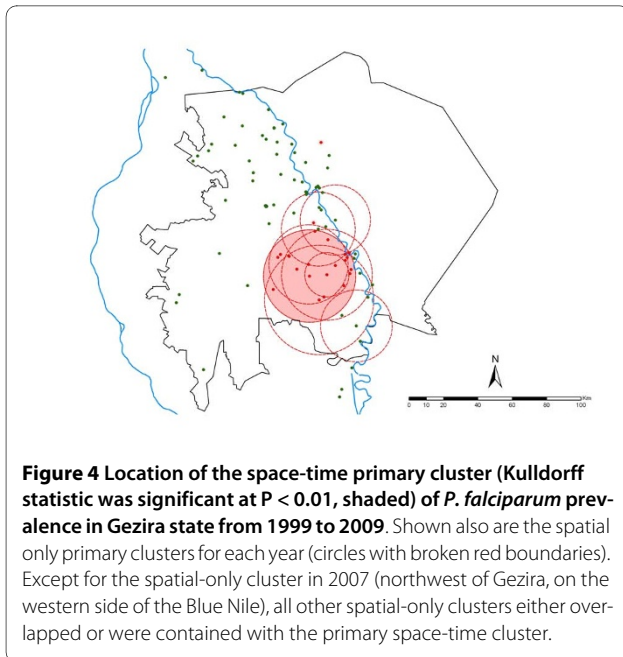 N
Km
0 10 20 40 60 80 100
Figure 4 Location of the space-time primary cluster (Kulldorff
statistic was significant at P < 0.01, shaded) of P. falciparum prev-
alence in Gezira state from 1999 to 2009. Shown also are the spatial
only primary clusters for each year (circles with broken red boundaries).
Except for the spatial-only cluster in 2007 (northwest of Gezira, on the
western side of the Blue Nile), all other spatial-only clusters either over-
lapped or were contained with the primary space-time cluster.